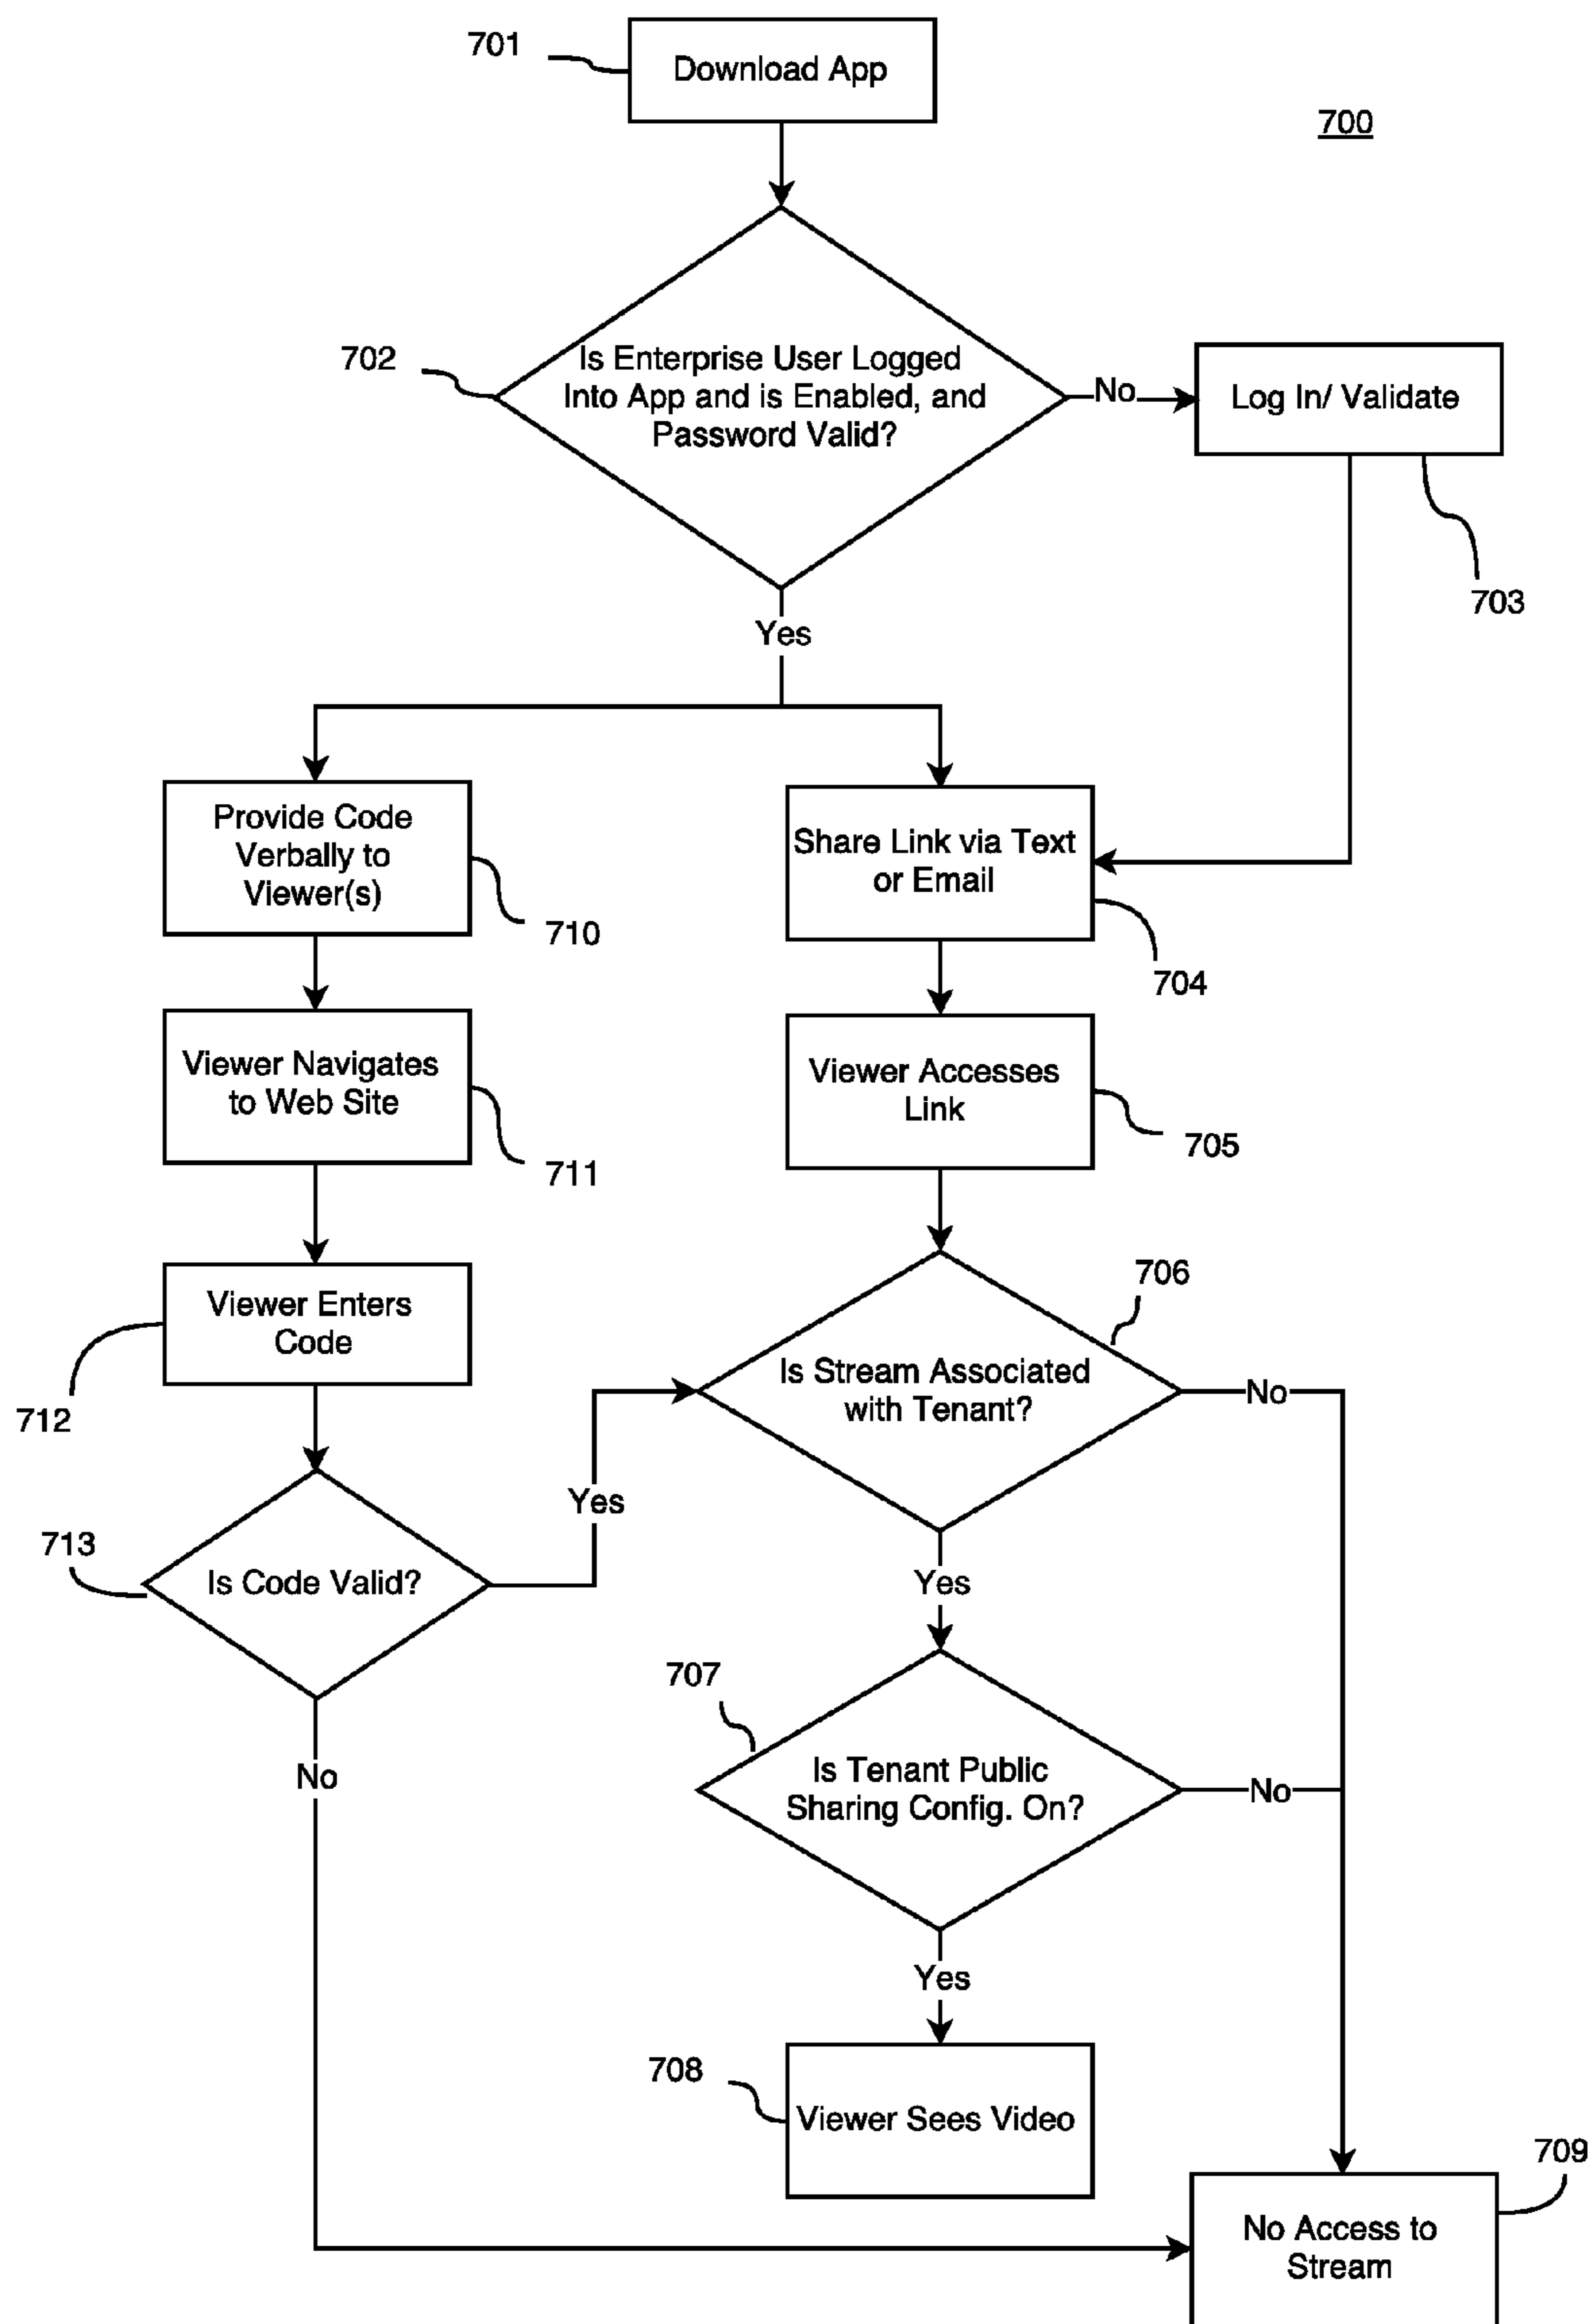 701
Download App
700
702
Is Enterprise User Logged
Into App and is Enabled, and
Password Valid?
No
Log In/ Validate
703
Yes
Provide Code
Verbally to
Viewer(s)
710
Share Link via Text
or Email
704
Viewer Navigates
to Web Site
711
Viewer Accesses
Link
705
Viewer Enters
Code
712
706
Is Stream Associated
with Tenant?
No
Yes
713
Is Code Valid?
Yes
No
707
Is Tenant Public
Sharing Config. On?
No
Yes
708
Viewer Sees Video
709
No Access to
Stream